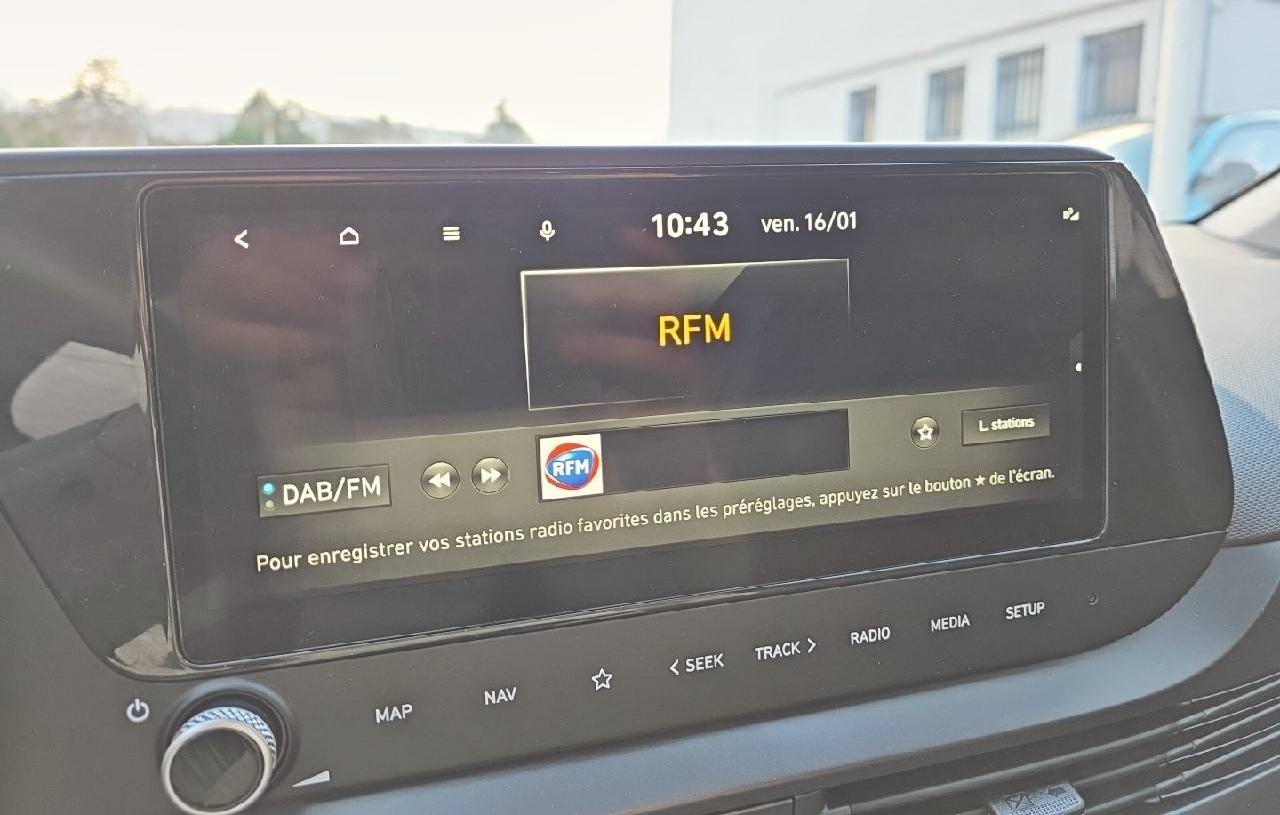 10:43 ven. 16/01
RFM
RFM
L. stations
DAB/FM
Pour enregistrer vos stations radio favorites dans les préréglages, appuyez sur le bouton ★ de l'écran.
MAP NAV < SEEK TRACK > RADIO MEDIA SETUP